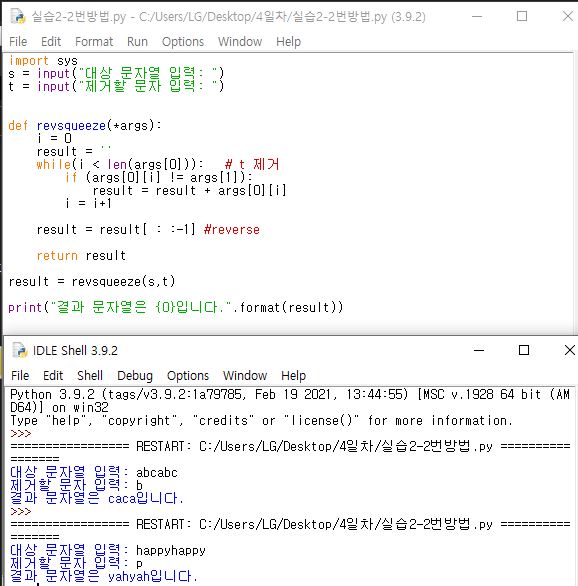 실습2-2번방법.py - C:/Users/LG/Desktop/4일차/실습2-2번방법.py (3.9.2)
File Edit Format Run Options Window Help
import sys
s = input("대상 문자열 입력: ")
t = input("제거할 문자 입력: ")
def revsqueeze(*args):
    i = 0
    result = ''
    while(i < len(args[0])):   # t 제거
        if (args[0][i] != args[1]):
            result = result + args[0][i]
        i = i+1
    result = result[ : :-1] #reverse
    return result
result = revsqueeze(s,t)
print("결과 문자열은 {0}입니다.".format(result))
IDLE Shell 3.9.2
File Edit Shell Debug Options Window Help
Python 3.9.2 (tags/v3.9.2:1a79785, Feb 19 2021, 13:44:55) [MSC v.1928 64 bit (AM
D64)] on win32
Type "help", "copyright", "credits" or "license()" for more information.
>>>
================= RESTART: C:/Users/LG/Desktop/4일차/실습2-2번방법.py ==========
=======
대상 문자열 입력: abcabc
제거할 문자 입력: b
결과 문자열은 caca입니다.
>>>
================= RESTART: C:/Users/LG/Desktop/4일차/실습2-2번방법.py ==========
=======
대상 문자열 입력: happyhappy
제거할 문자 입력: p
결과 문자열은 yahyah입니다.